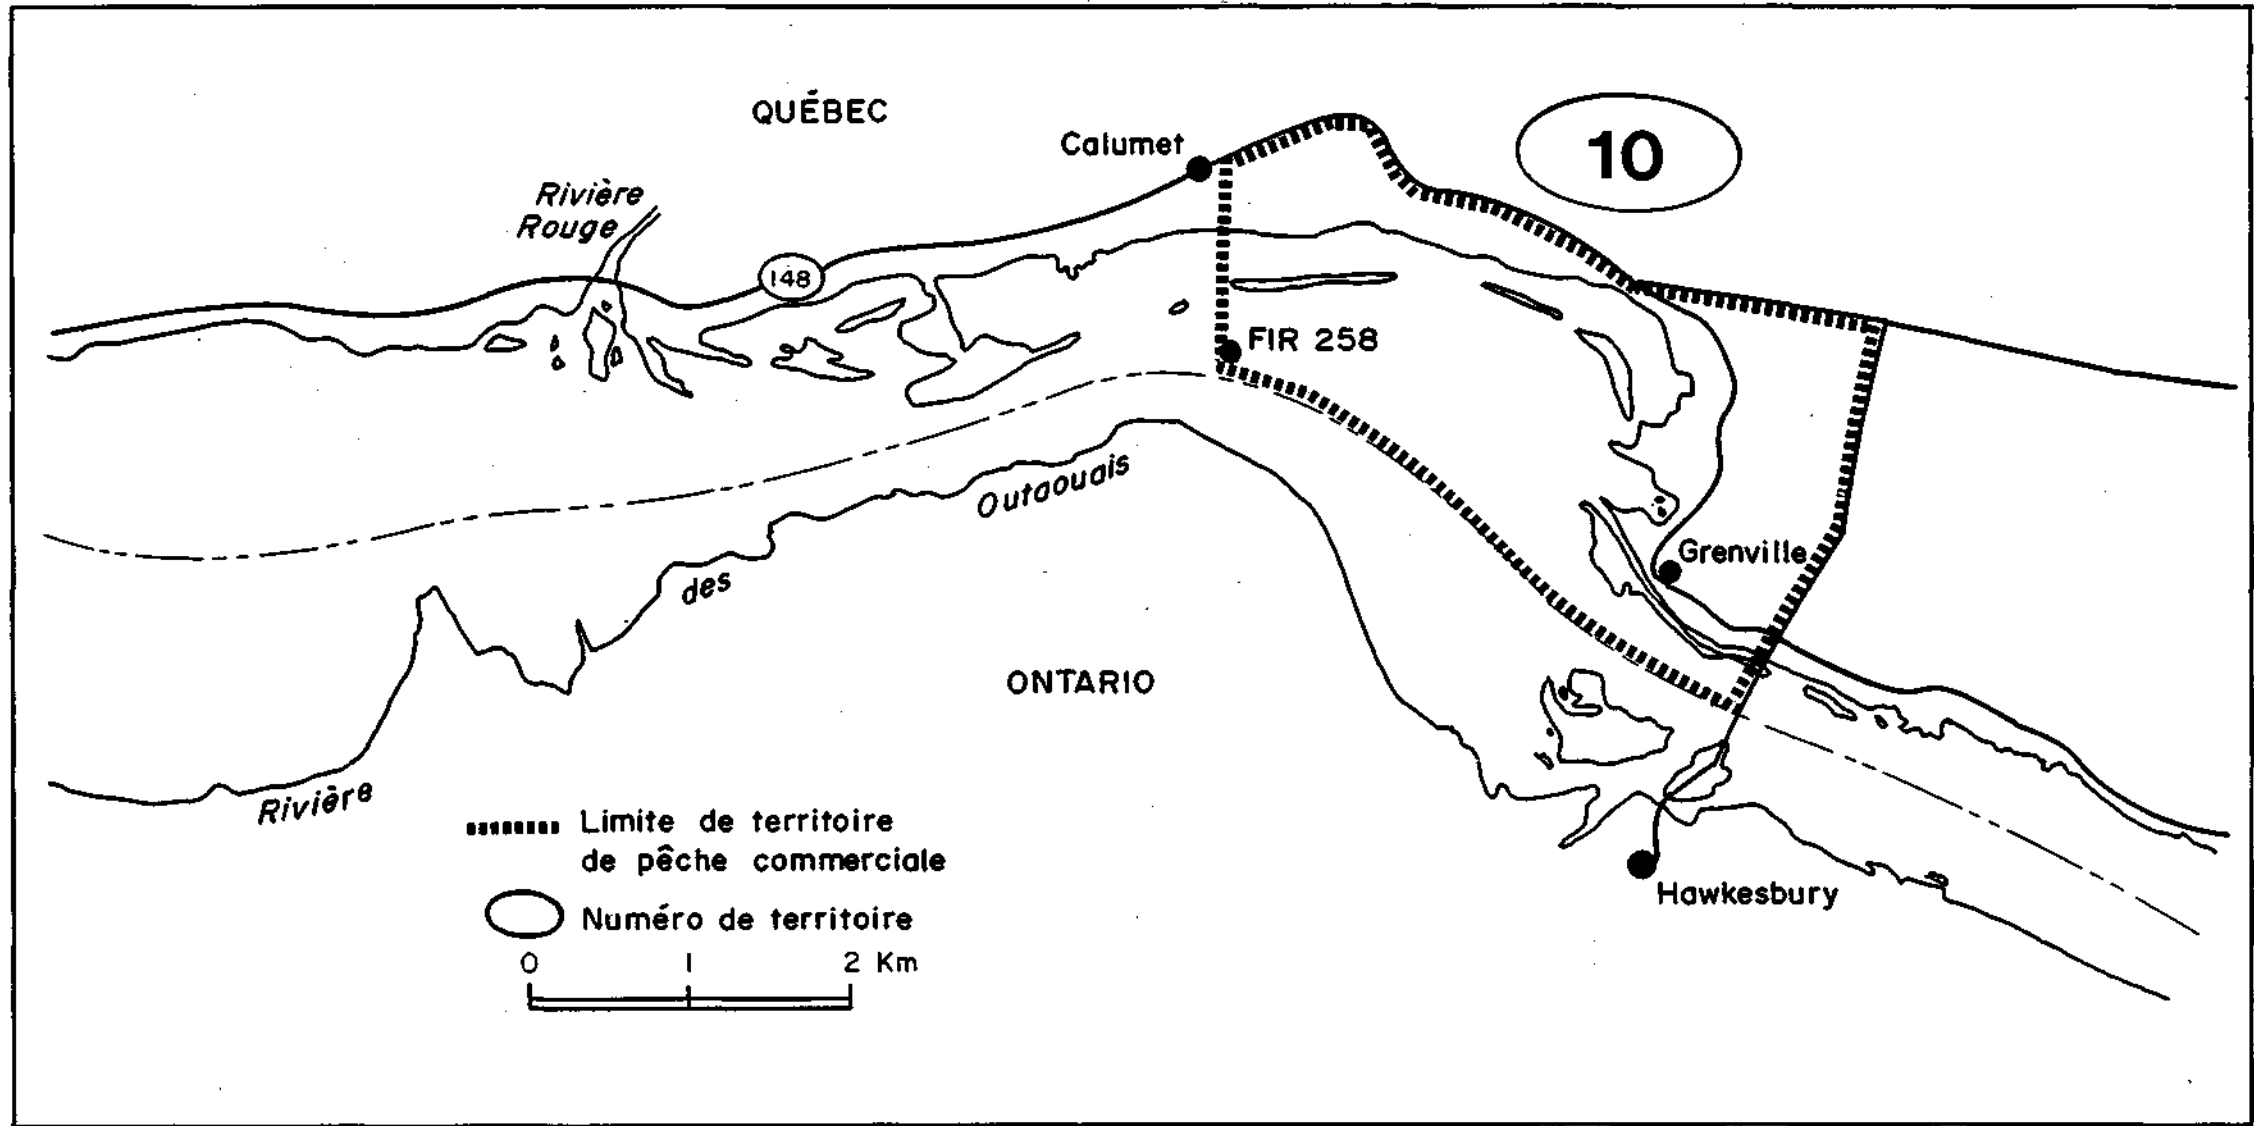 QUÉBEC
Calumet
10
Rivière
Rouge
148
FIR 258
Grenville
Rivière des Outaouais
ONTARIO
Hawkesbury
Limite de territoire
de pêche commerciale
Numéro de territoire
0 1 2 Km